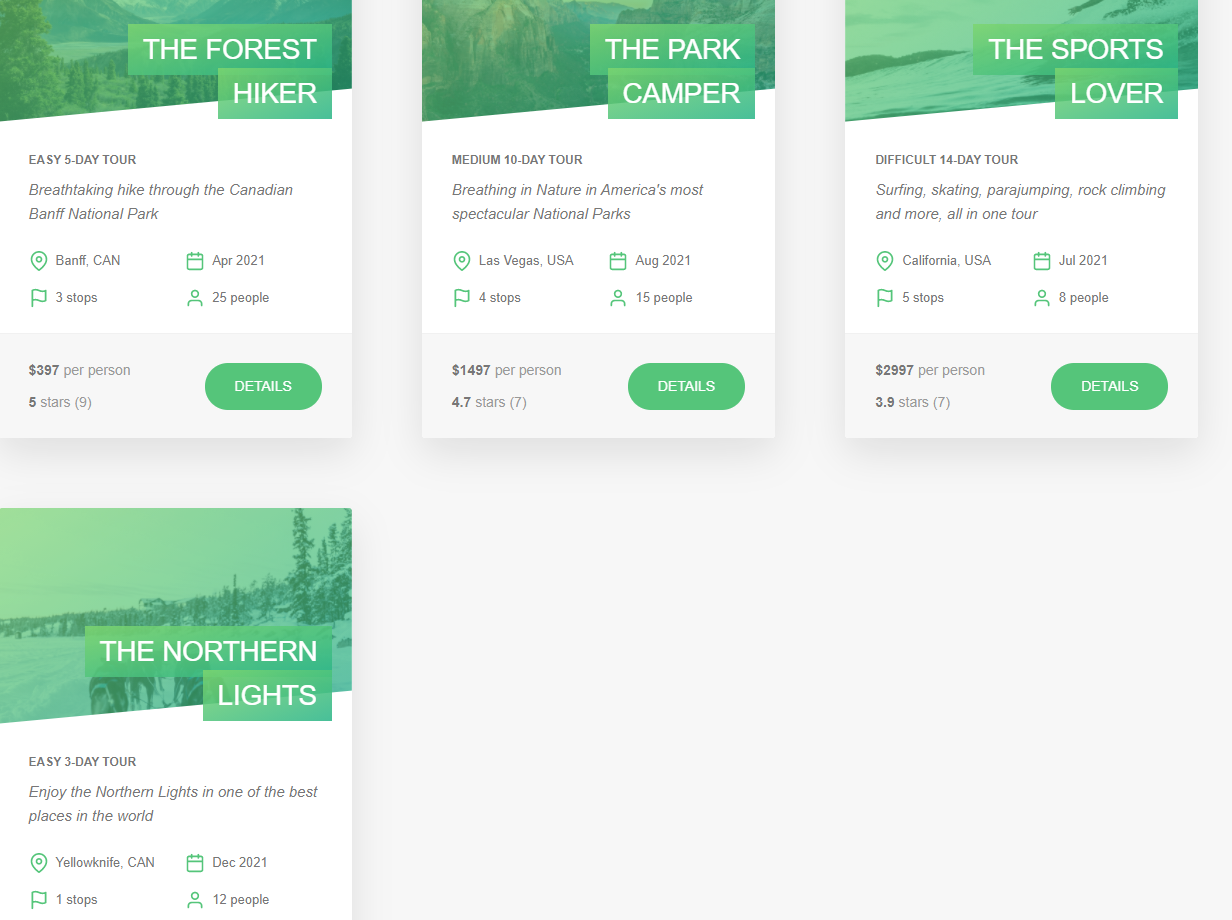 THE FOREST
HIKER
EASY 5-DAY TOUR
Breathtaking hike through the Canadian
Banff National Park
Banff, CAN
Apr 2021
3 stops
25 people
$397 per person
5 stars (9)
DETAILS
THE PARK
CAMPER
MEDIUM 10-DAY TOUR
Breathing in Nature in America's most
spectacular National Parks
Las Vegas, USA
Aug 2021
4 stops
15 people
$1497 per person
4.7 stars (7)
DETAILS
THE SPORTS
LOVER
DIFFICULT 14-DAY TOUR
Surfing, skating, parajumping, rock climbing
and more, all in one tour
California, USA
Jul 2021
5 stops
8 people
$2997 per person
3.9 stars (7)
DETAILS
THE NORTHERN
LIGHTS
EASY 3-DAY TOUR
Enjoy the Northern Lights in one of the best
places in the world
Yellowknife, CAN
Dec 2021
1 stops
12 people